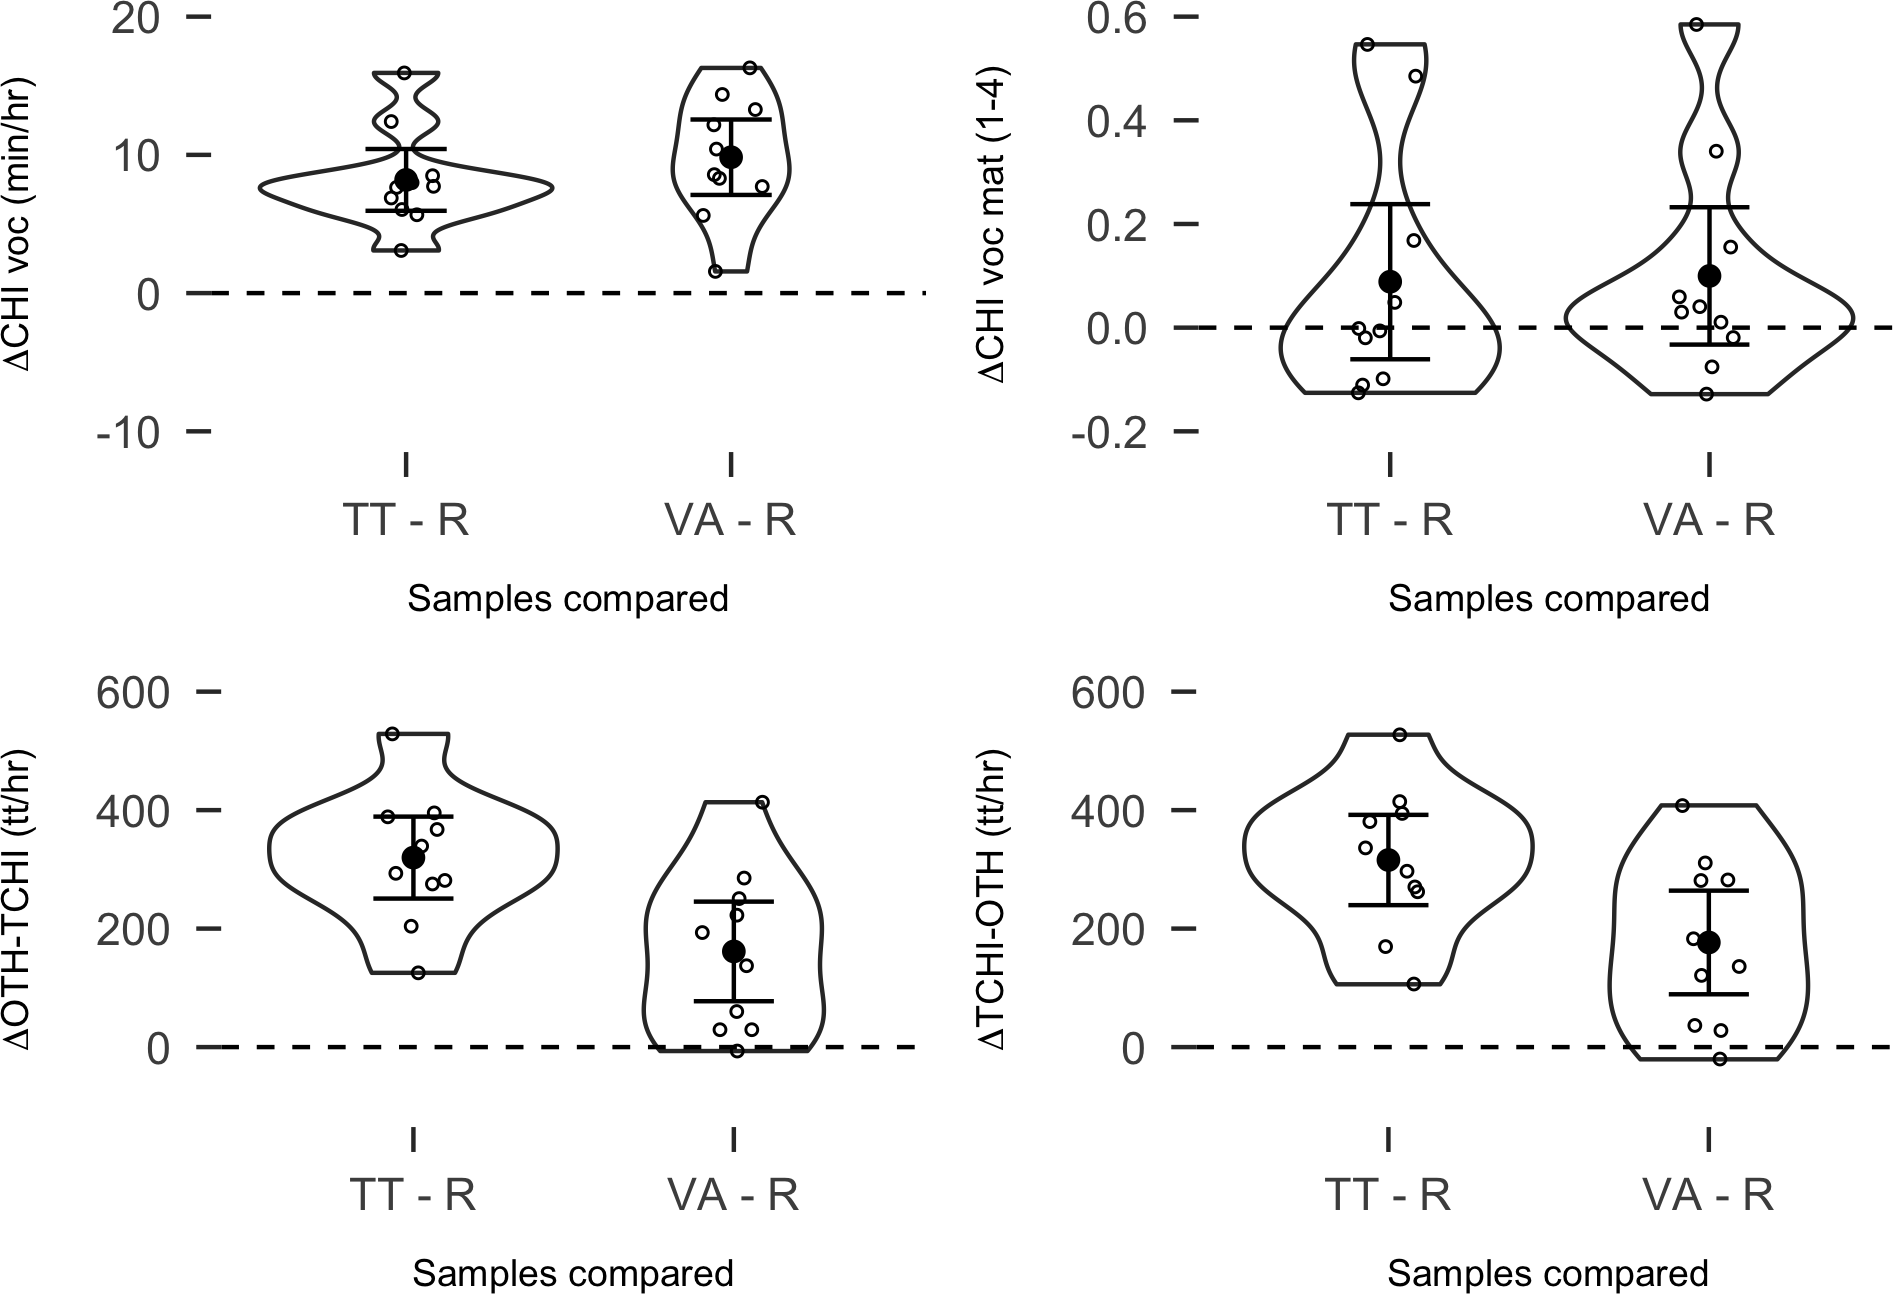 ΔCHI voc (min/hr)
20
10
0
-10
TT - R
VA - R
Samples compared
ΔCHI voc mat (1-4)
0.6
0.4
0.2
0.0
-0.2
TT - R
VA - R
Samples compared
ΔOTH-TCHI (tt/hr)
600
400
200
0
TT - R
VA - R
Samples compared
ΔTCHI-OTH (tt/hr)
600
400
200
0
TT - R
VA - R
Samples compared